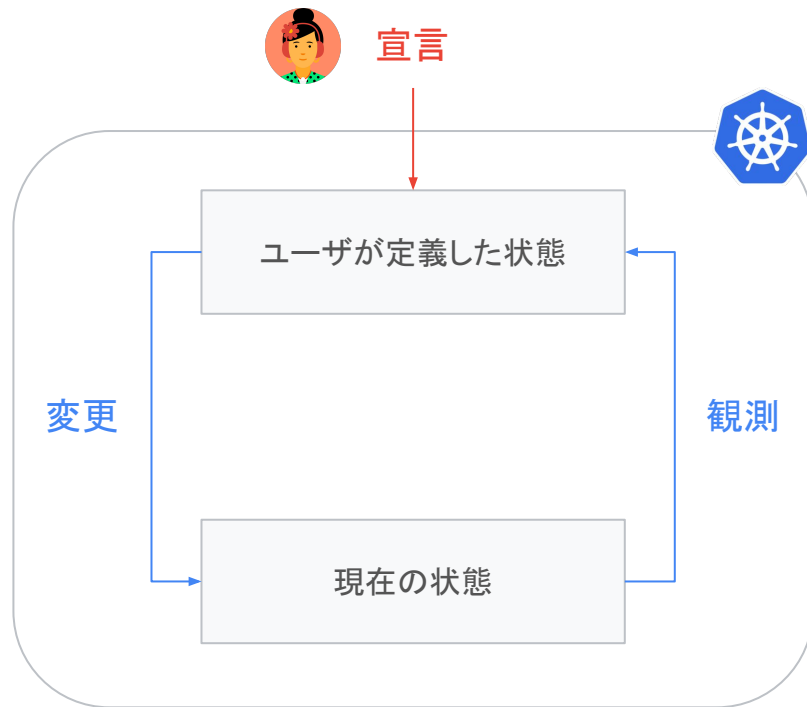 宣言
ユーザが定義した状態
変更
観測
現在の状態